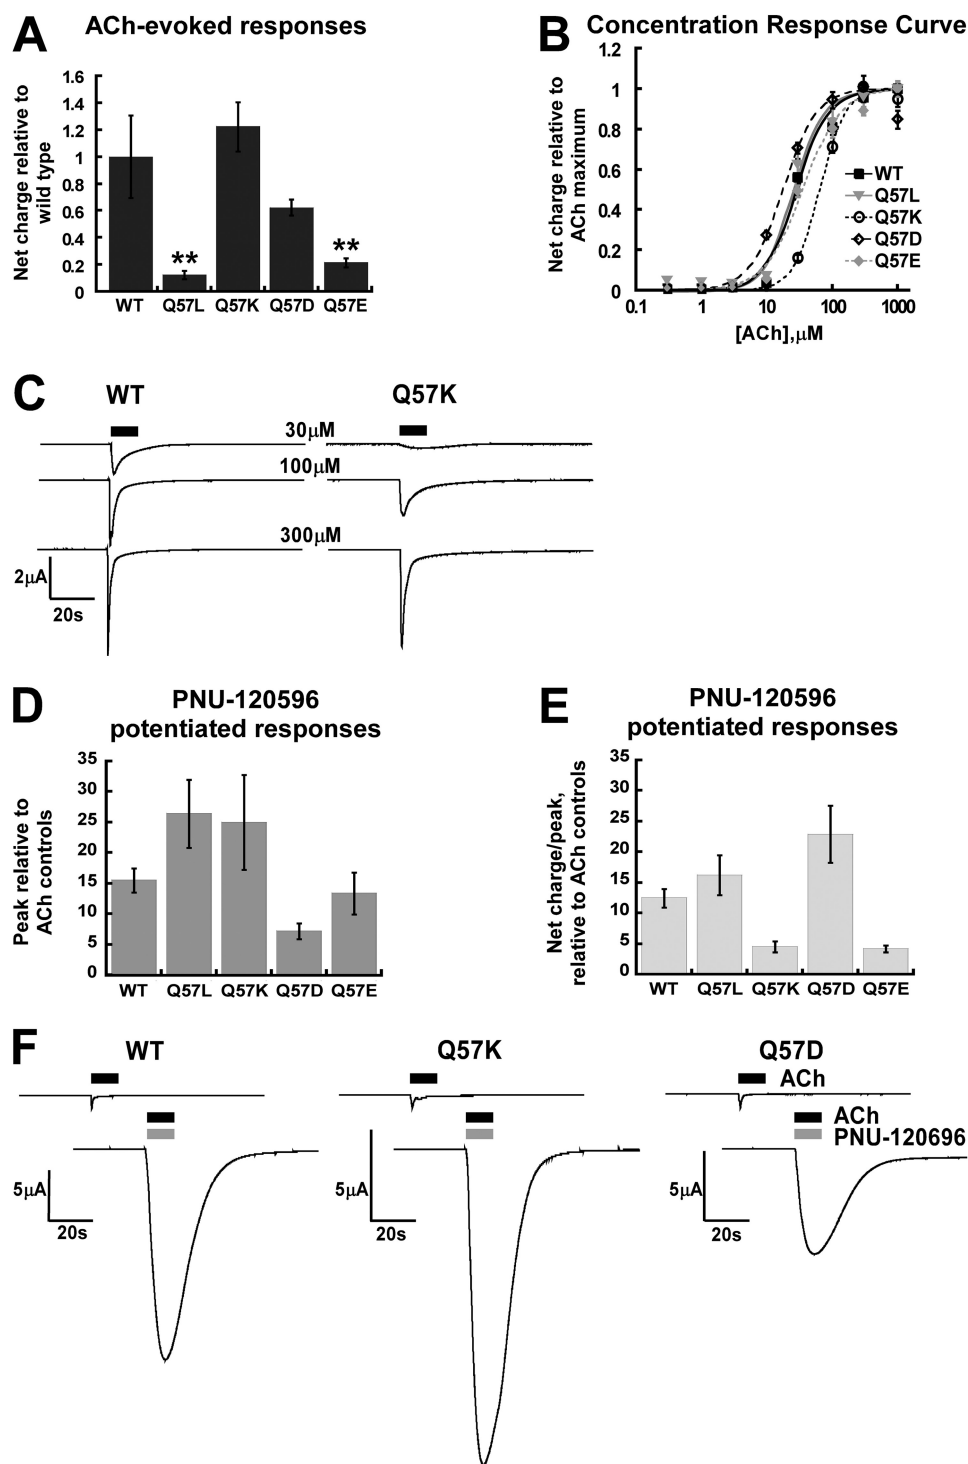 A ACh-evoked responses
Net charge relative to
wild type
1.6
1.4
1.2
1
0.8
0.6
0.4
0.2
0
**
**
WT Q57L Q57K Q57D Q57E
B Concentration Response Curve
Net charge relative to
ACh maximum
1.2
1
0.8
0.6
0.4
0.2
0
WT
Q57L
Q57K
Q57D
Q57E
0.1 1 10 100 1000
[ACh],μM
C WT Q57K
30μM
100μM
300μM
2μA
20s
D PNU-120596
potentiated responses
Peak relative to
ACh controls
35
30
25
20
15
10
5
0
WT Q57L Q57K Q57D Q57E
E PNU-120596
potentiated responses
Net charge/peak,
relative to ACh controls
35
30
25
20
15
10
5
0
WT Q57L Q57K Q57D Q57E
F WT Q57K Q57D
ACh
ACh
PNU-120696
5μA 5μA 5μA
20s 20s 20s